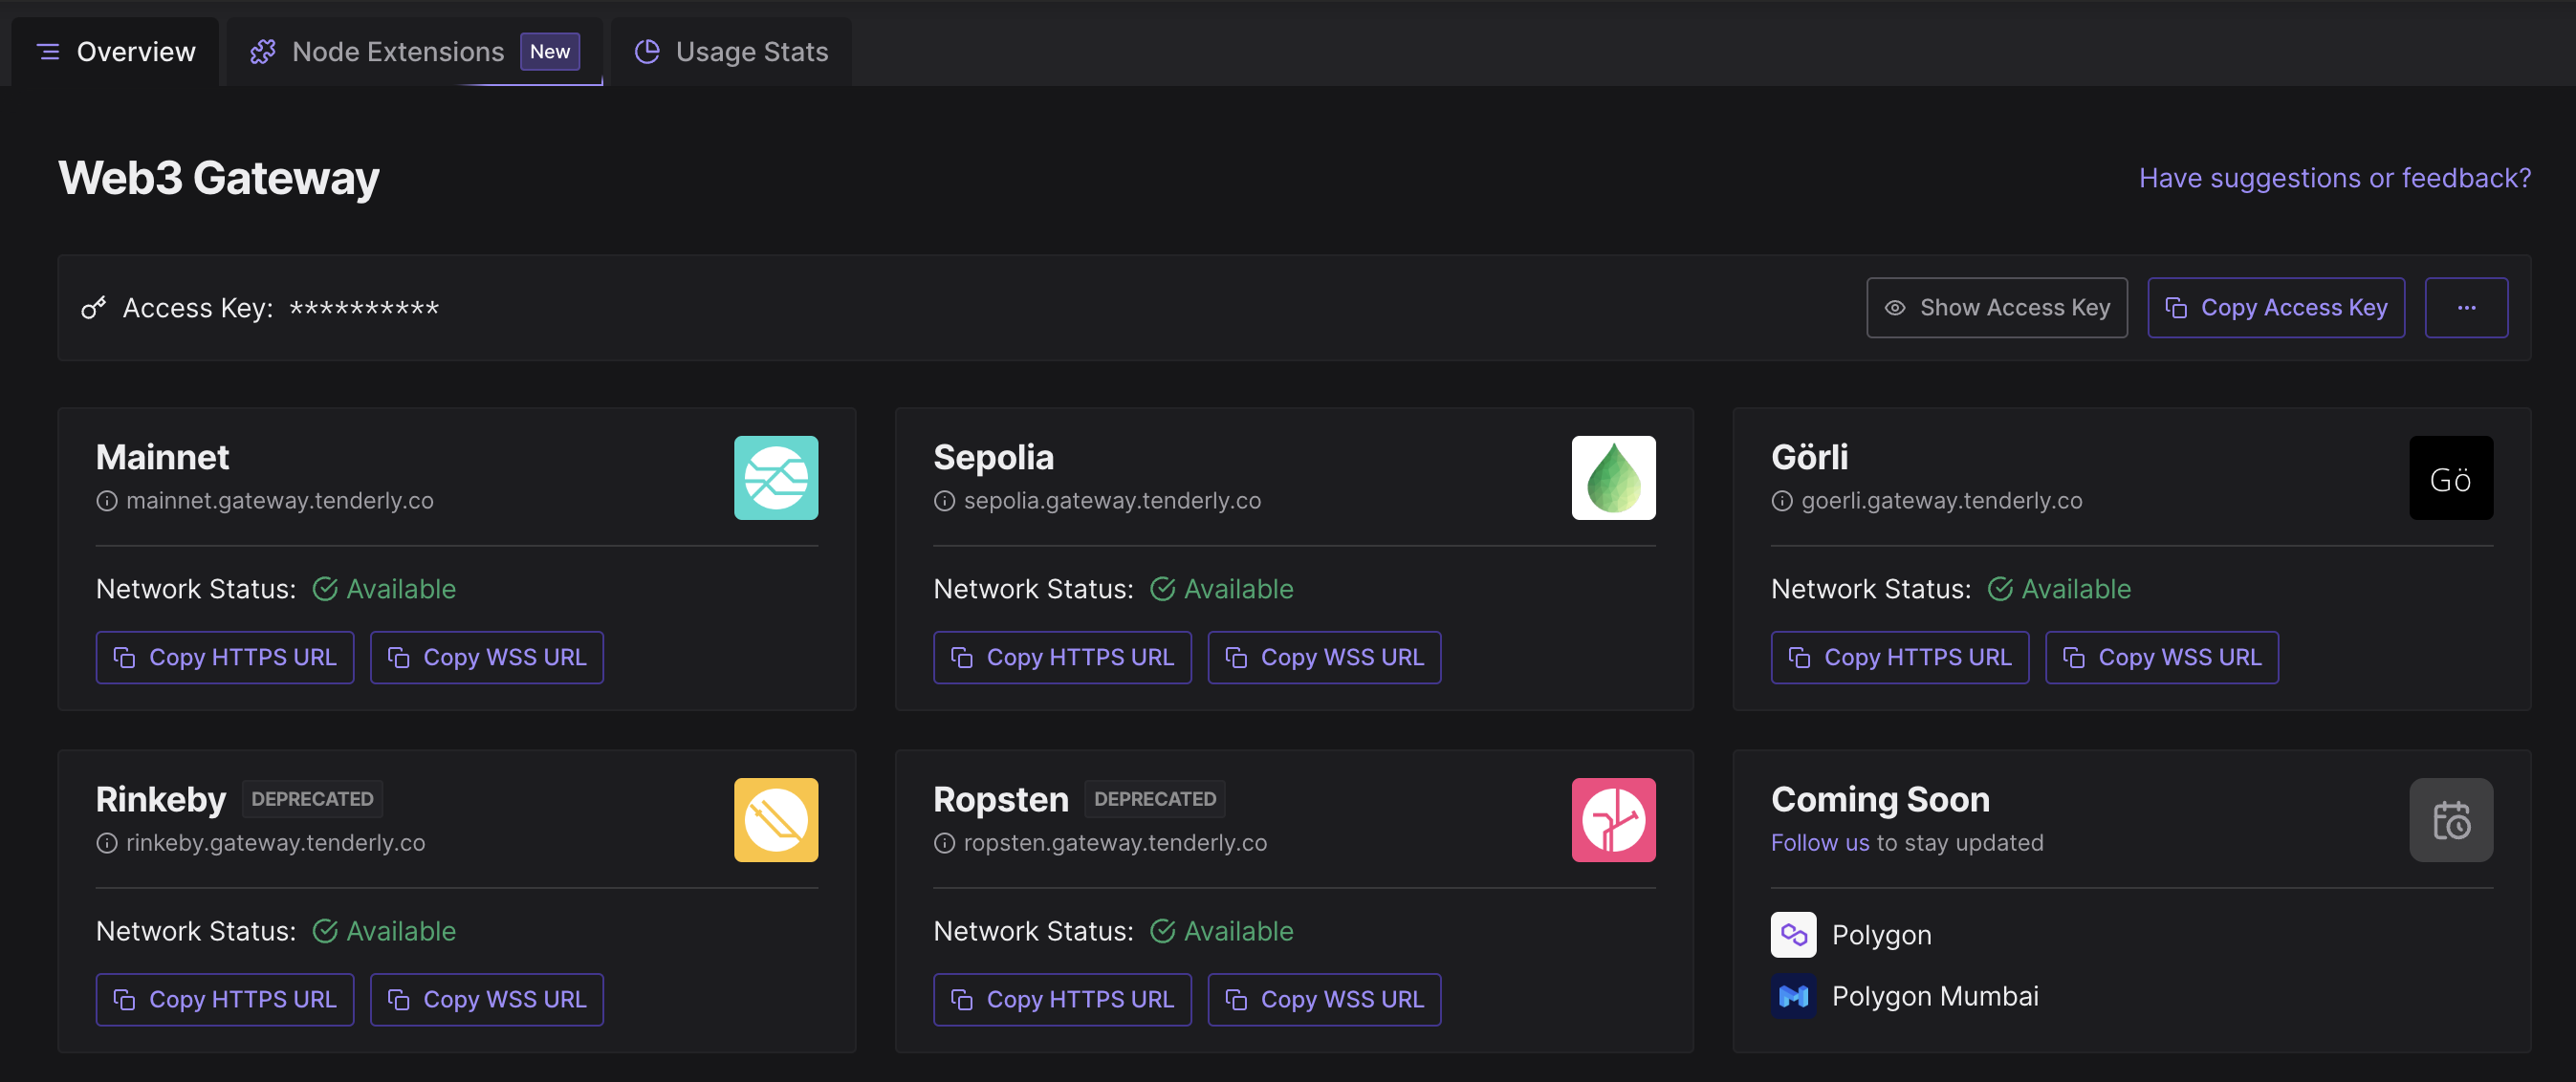 Overview
Node Extensions New
Usage Stats
Web3 Gateway
Have suggestions or feedback?
Access Key: **********
Show Access Key
Copy Access Key
...
Mainnet
mainnet.gateway.tenderly.co
Network Status: Available
Copy HTTPS URL
Copy WSS URL
Sepolia
sepolia.gateway.tenderly.co
Network Status: Available
Copy HTTPS URL
Copy WSS URL
Görli
goerli.gateway.tenderly.co
Gö
Network Status: Available
Copy HTTPS URL
Copy WSS URL
Rinkeby DEPRECATED
rinkeby.gateway.tenderly.co
Network Status: Available
Copy HTTPS URL
Copy WSS URL
Ropsten DEPRECATED
ropsten.gateway.tenderly.co
Network Status: Available
Copy HTTPS URL
Copy WSS URL
Coming Soon
Follow us to stay updated
Polygon
Polygon Mumbai